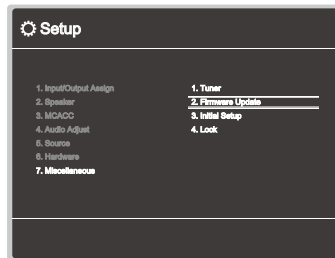 Setup
1. Input/Output Assign
2. Speaker
3. MCACC
4. Audio Adjust
5. Source
6. Hardware
7. Miscellaneous
1. Tuner
2. Firmware Update
3. Initial Setup
4. Lock